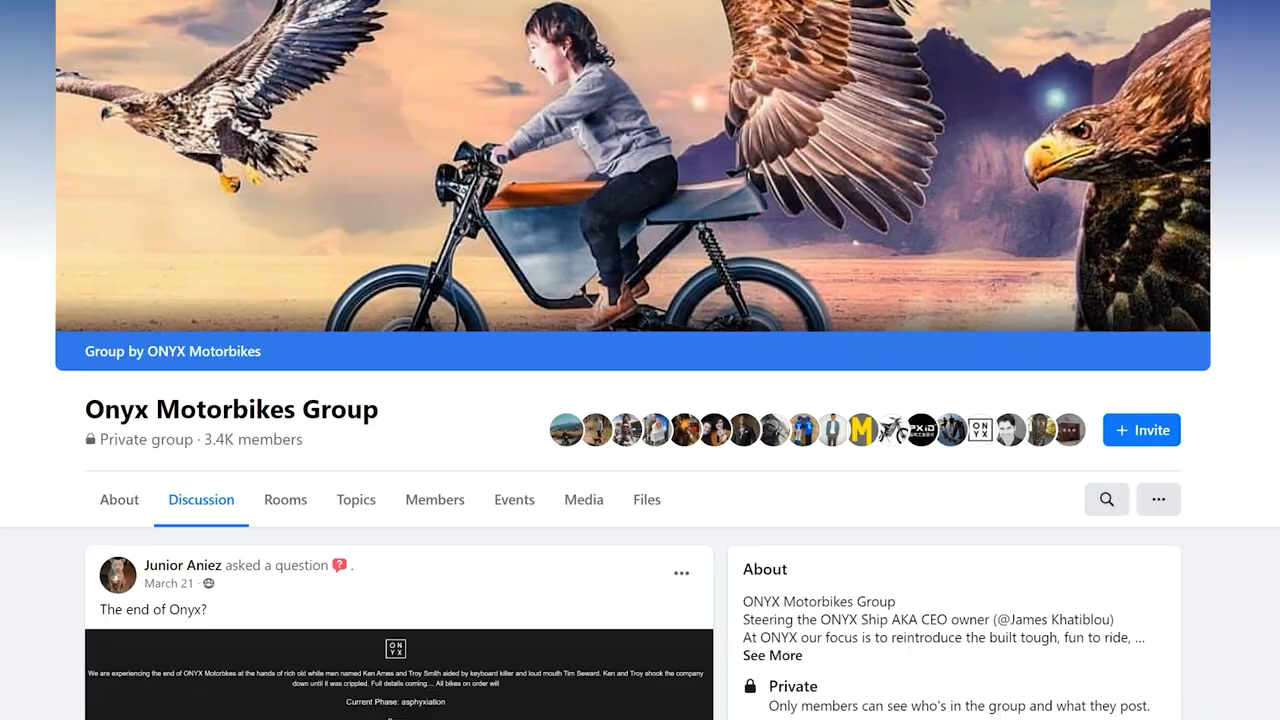 Group by ONYX Motorbikes
Onyx Motorbikes Group
Private group · 3.4K members
M
PXiD
ON
YX
+ Invite
About
Discussion
Rooms
Topics
Members
Events
Media
Files
Junior Aniez asked a question
March 21 ·
The end of Onyx?
ON
YX
We are experiencing the end of ONYX Motorbikes at the hands of rich old white men named Ken Ames and Troy Smith aided by keyboard killer and loud mouth Tim Seward. Ken and Troy shook the company
down until it was crippled. Full details coming.... All bikes on order will
Current Phase: asphyxiation
About
ONYX Motorbikes Group
Steering the ONYX Ship AKA CEO owner (@James Khatiblou)
At ONYX our focus is to reintroduce the built tough, fun to ride, ...
See More
Private
Only members can see who's in the group and what they post.